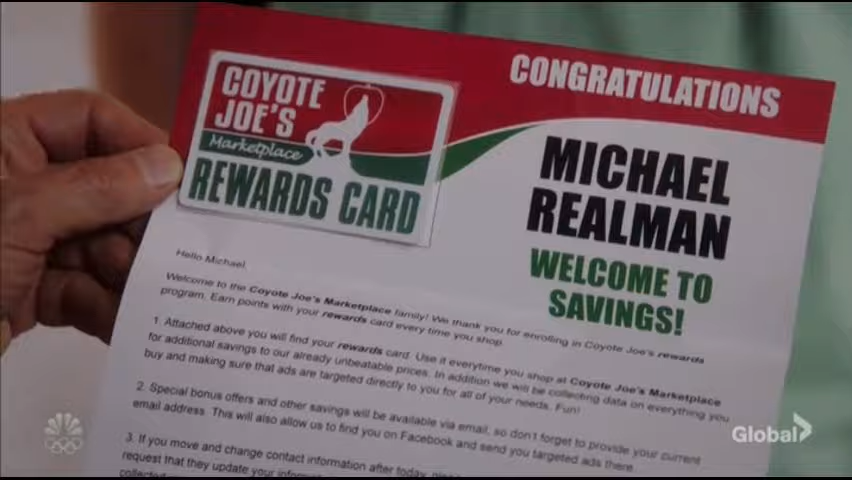 CONGRATULATIONS
COYOTE
JOE'S
Marketplace
REWARDS CARD
MICHAEL
REALMAN
WELCOME TO
SAVINGS!
Hello Michael,
Welcome to the Coyote Joe's Marketplace family! We thank you for enrolling in Coyote Joe's rewards
program. Earn points with your rewards card every time you shop.
1. Attached above you will find your rewards card. Use it everytime you shop at Coyote Joe's Marketplace
for additional savings to our already unbeatable prices. In addition we will be collecting data on everything you
buy and making sure that ads are targeted directly to you for all of your needs. Fun!
2. Special bonus offers and other savings will be available via email, so don't forget to provide your current
email address. This will also allow us to find you on Facebook and send you targeted ads there.
3. If you move and change contact information after today,
request that they update your
NBC
Global